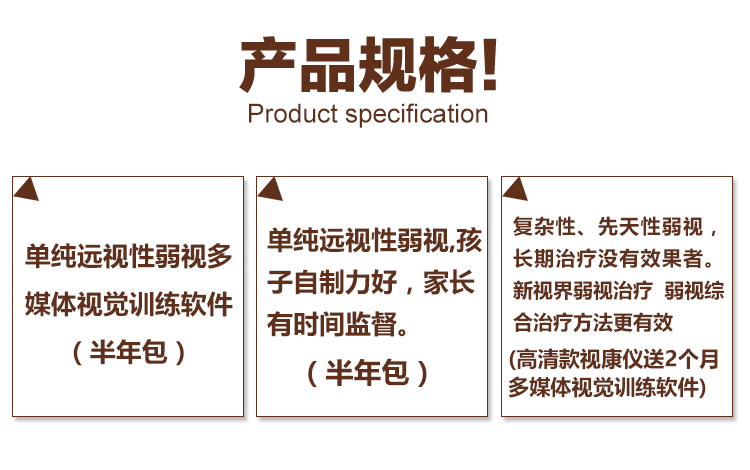 产品规格!
Product specification
单纯远视性弱视多
媒体视觉训练软件
（半年包）
单纯远视性弱视,孩
子自制力好，家长
有时间监督。
（半年包）
复杂性、先天性弱视，
长期治疗没有效果者。
新视界弱视治疗 弱视综
合治疗方法更有效
(高清款视康仪送2个月
多媒体视觉训练软件)